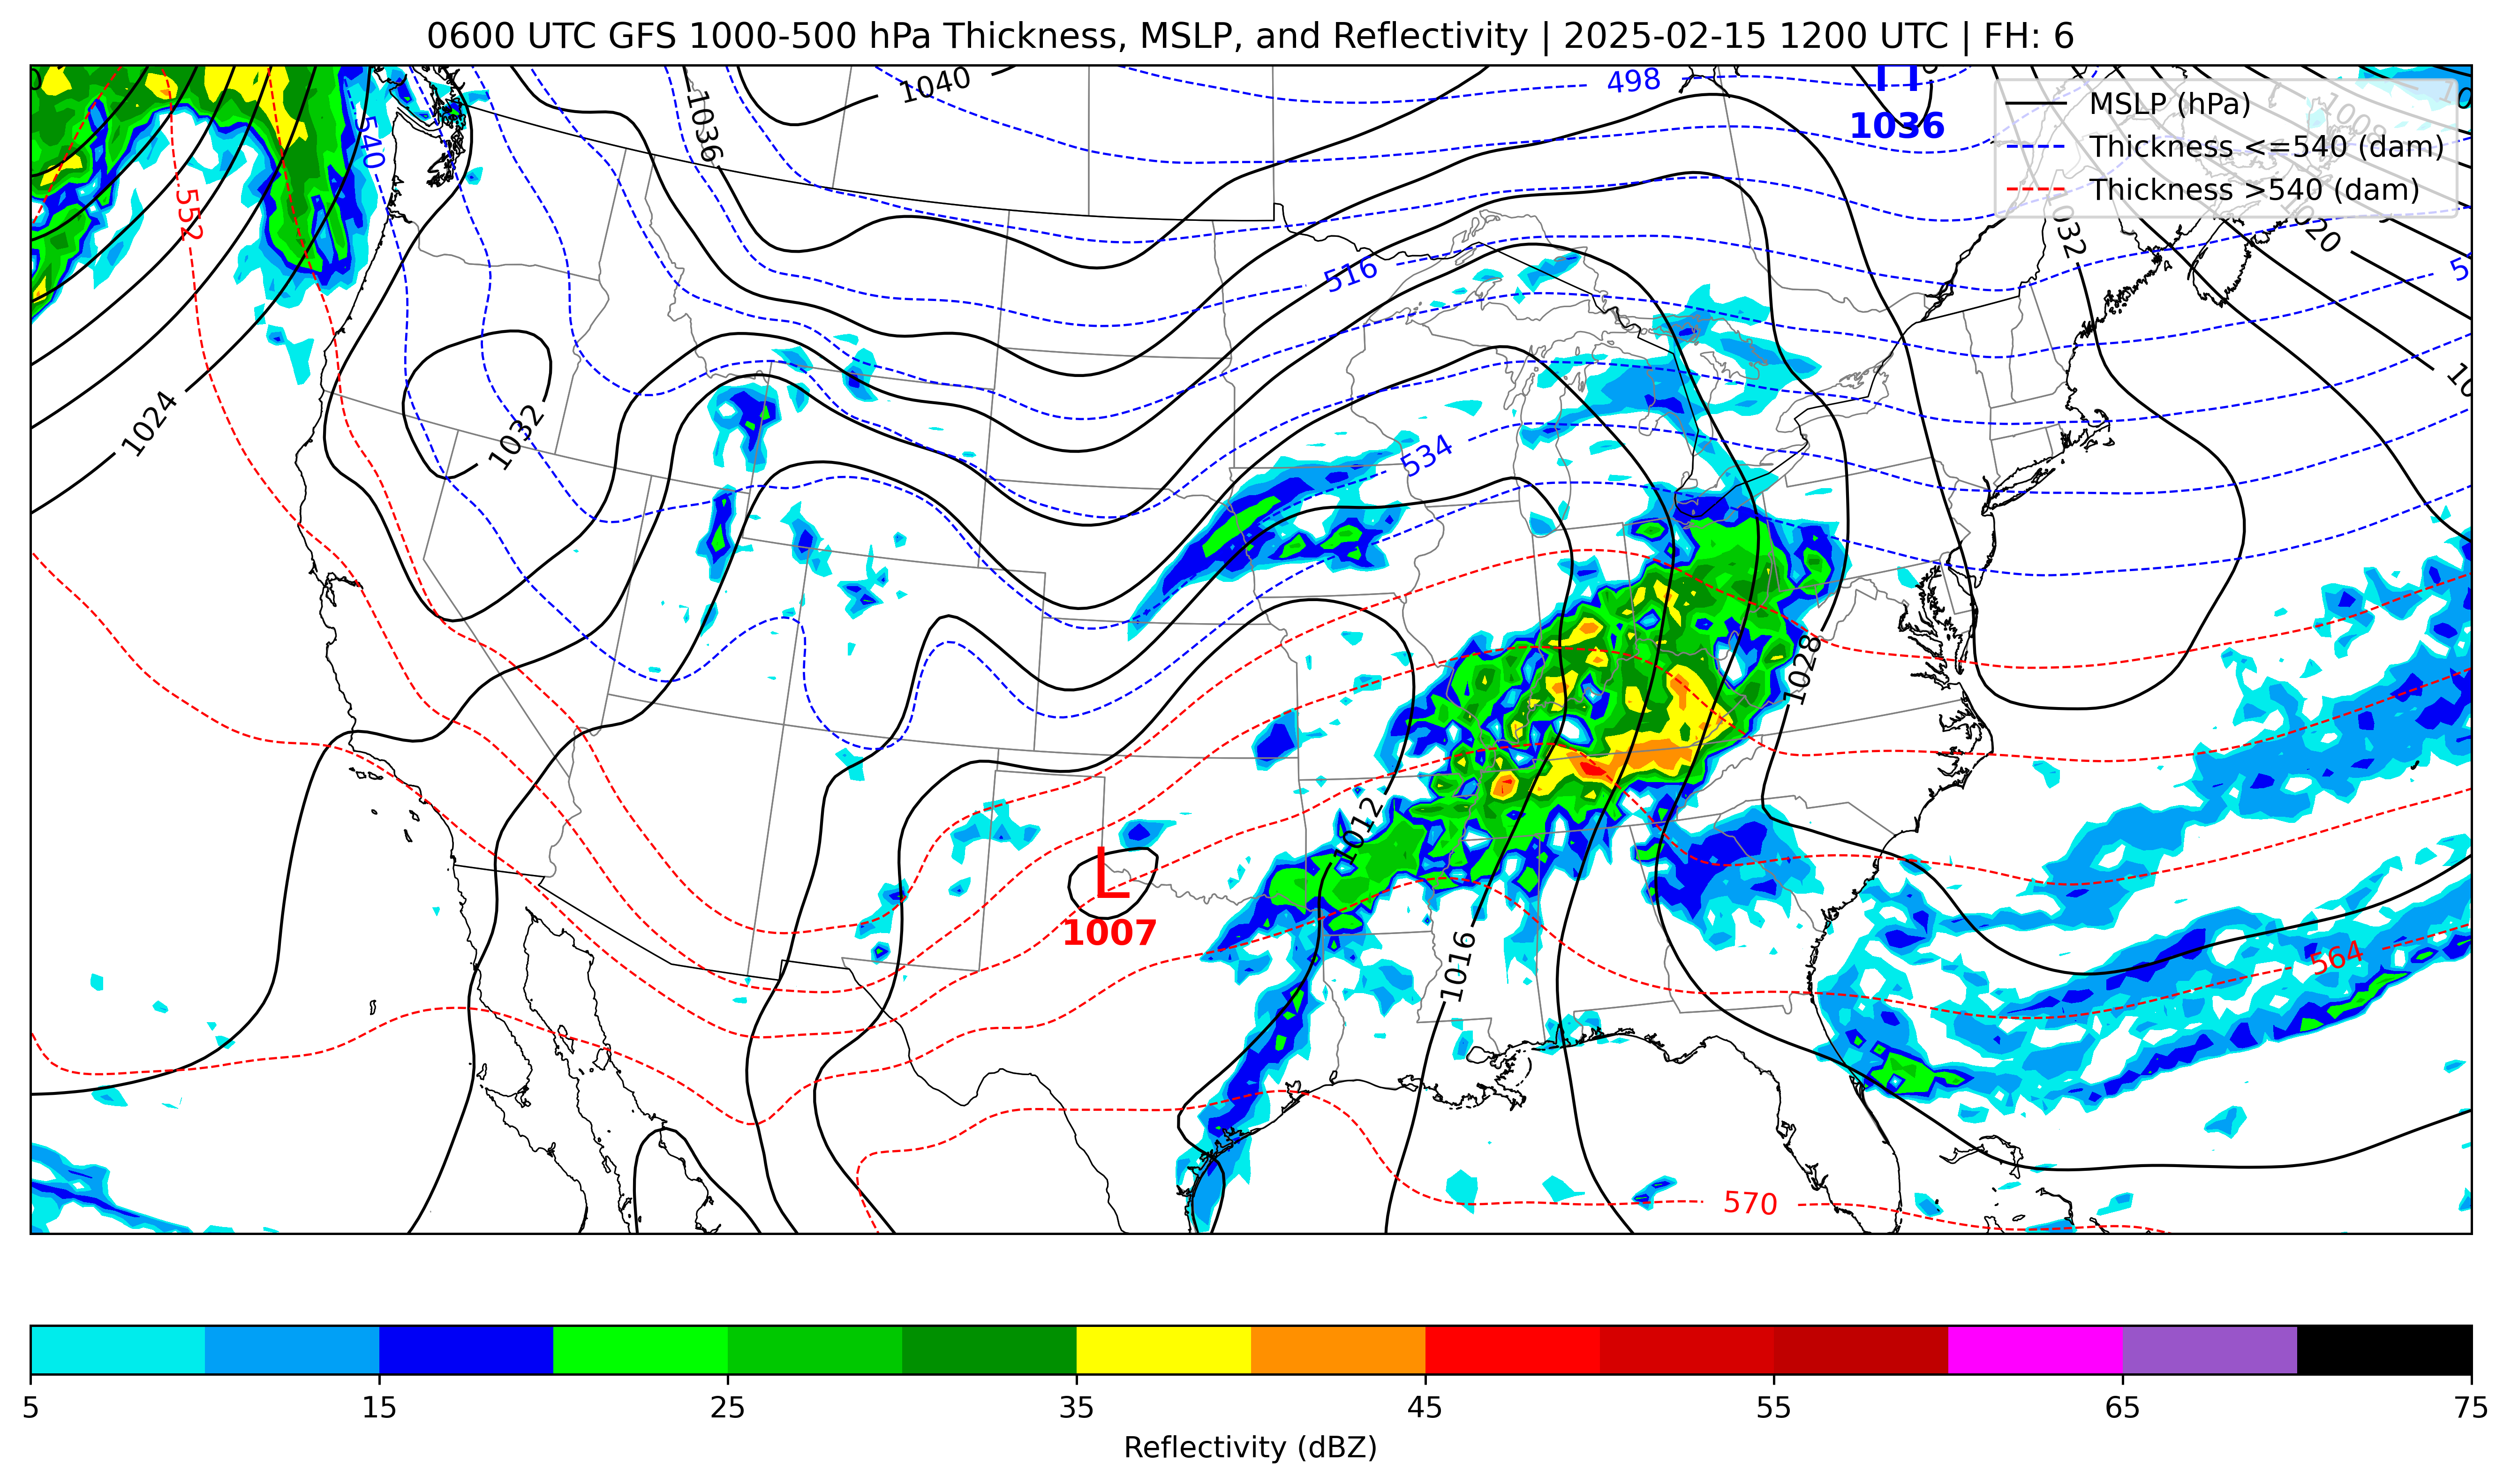 0600 UTC GFS 1000-500 hPa Thickness, MSLP, and Reflectivity | 2025-02-15 1200 UTC | FH: 6
1040
498
1036
1036
MSLP (hPa)
Thickness <=540 (dam)
Thickness >540 (dam)
1008
540
552
1032
1020
516
1024
1032
534
1028
1012
L
1007
1016
564
570
5 15 25 35 45 55 65 75
Reflectivity (dBZ)